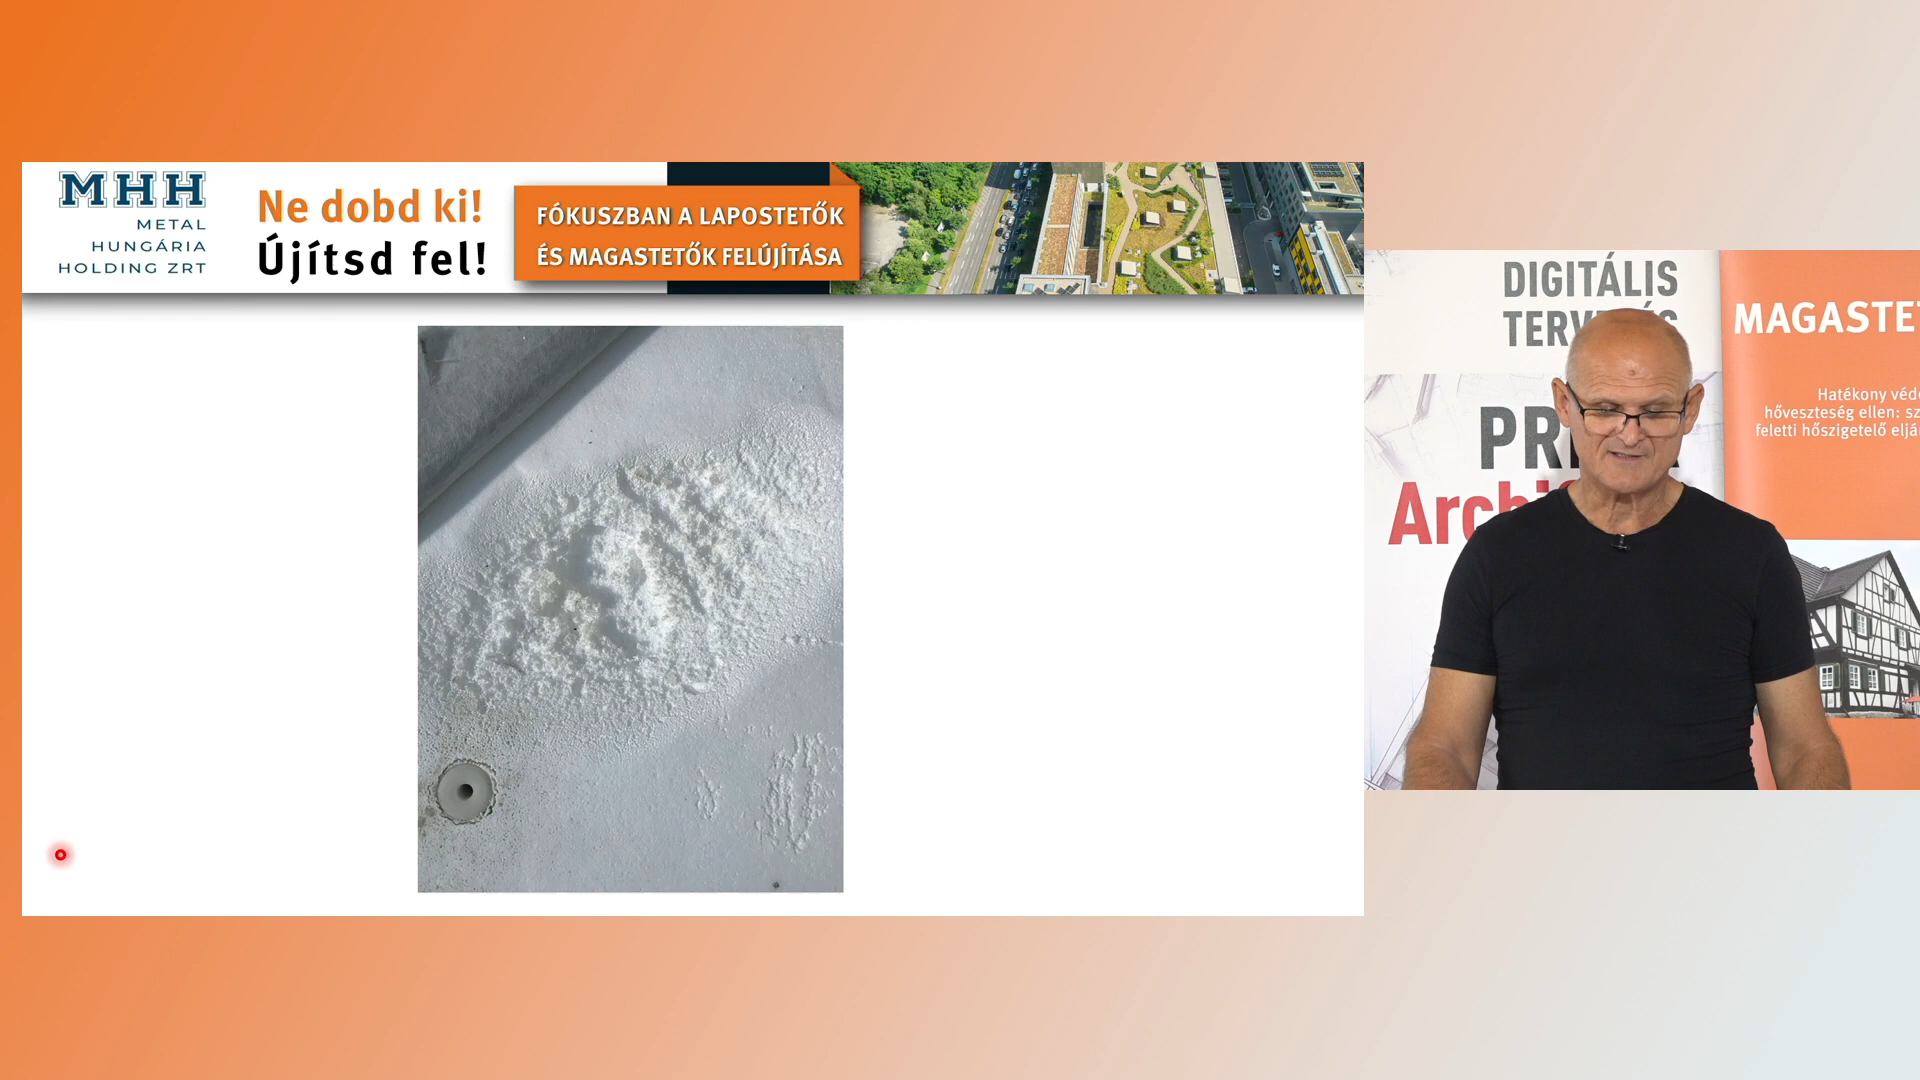 MHH
METAL
HUNGÁRIA
HOLDING ZRT
Ne dobd ki!
Újítsd fel!
FÓKUSZBAN A LAPOSTETŐK
ÉS MAGASTETŐK FELÚJÍTÁSA
DIGITÁLIS
MAGASTE
Hatékony véd
hőveszteség ellen: sz
feletti hőszigetelő eljá